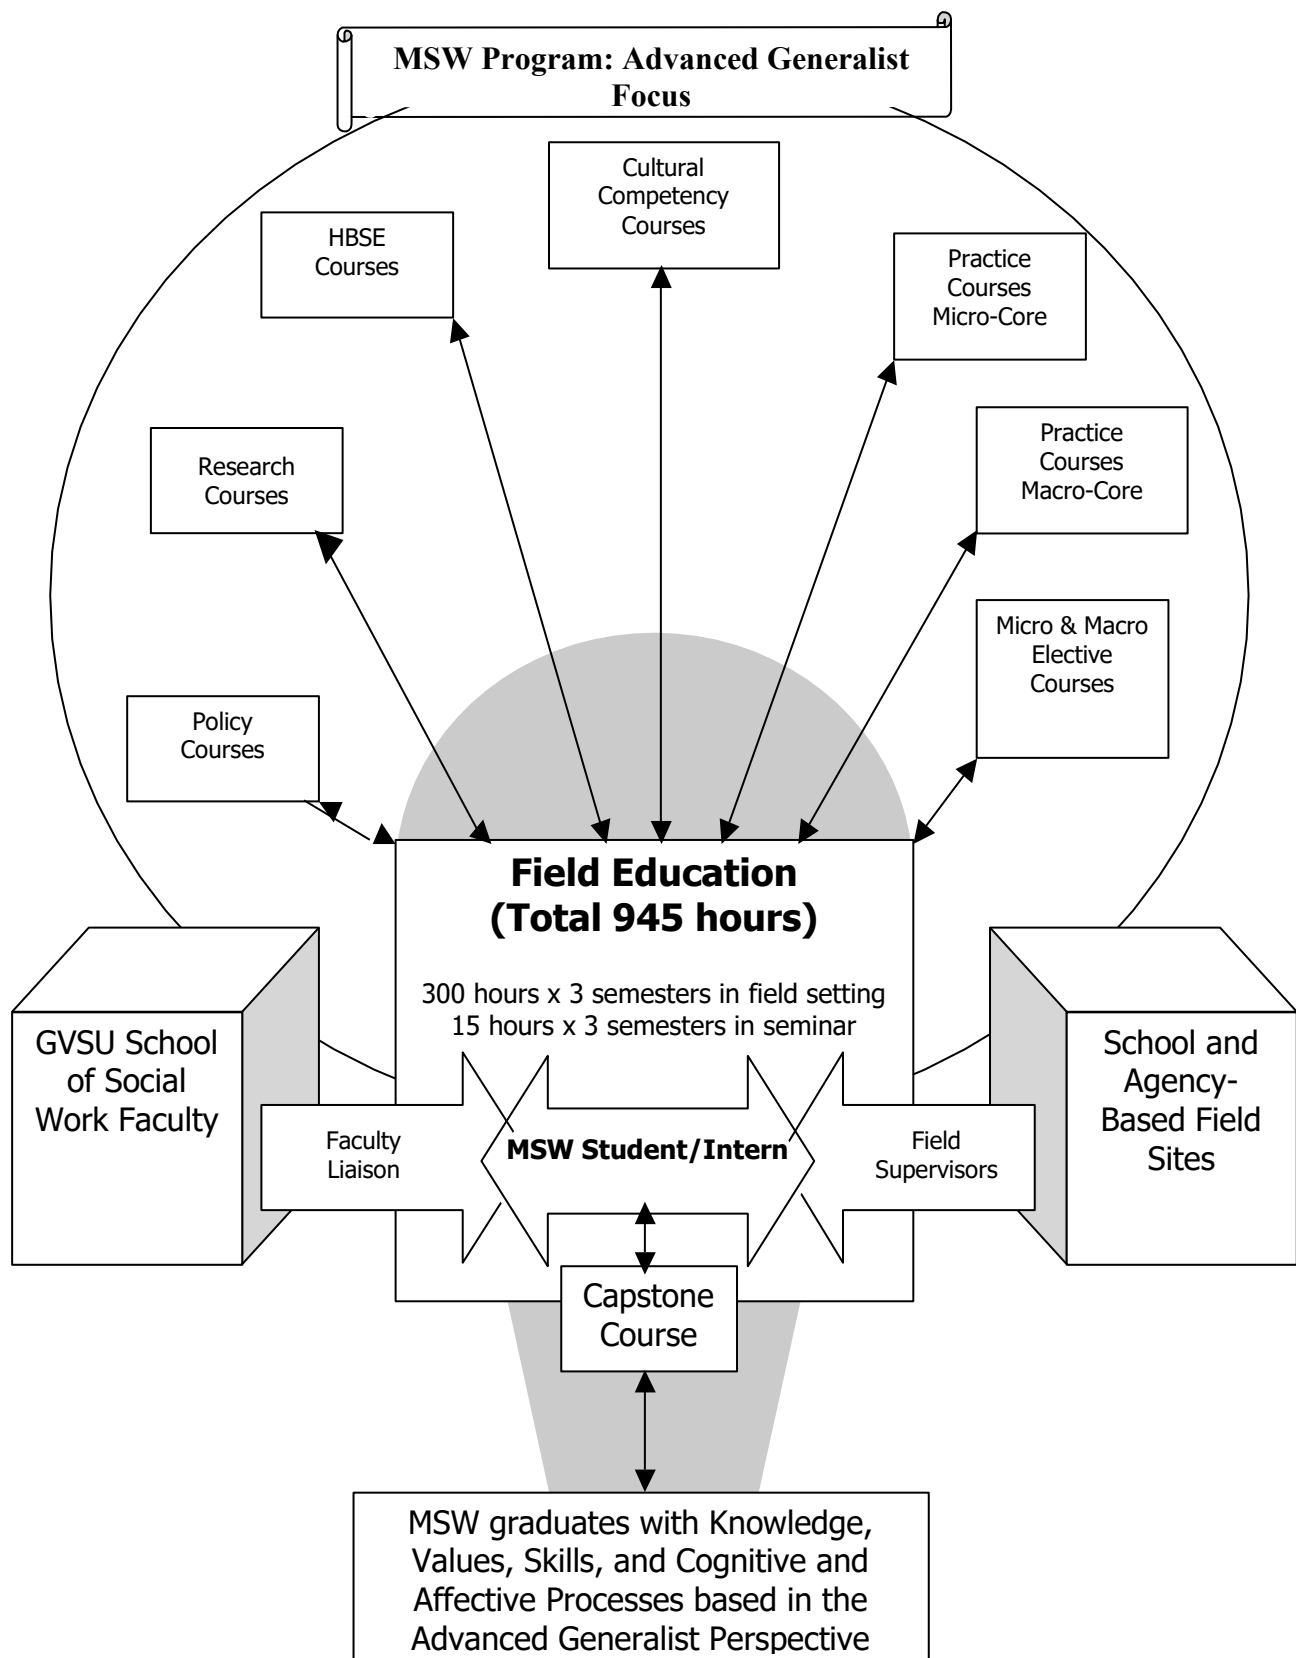 MSW Program: Advanced Generalist
Focus
Cultural
Competency
Courses
HBSE
Courses
Practice
Courses
Micro-Core
Research
Courses
Practice
Courses
Macro-Core
Micro & Macro
Elective
Courses
Policy
Courses
Field Education
(Total 945 hours)
300 hours x 3 semesters in field setting
15 hours x 3 semesters in seminar
GVSU School
of Social
Work Faculty
Faculty
Liaison
MSW Student/Intern
Field
Supervisors
School and
Agency-
Based Field
Sites
Capstone
Course
MSW graduates with Knowledge,
Values, Skills, and Cognitive and
Affective Processes based in the
Advanced Generalist Perspective